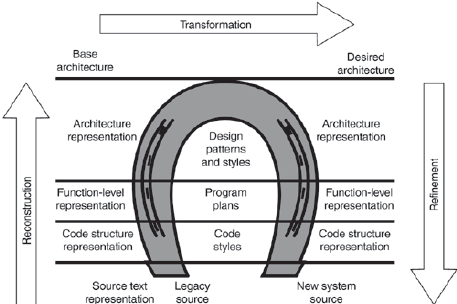 Transformation
Base
architecture
Desired
architecture
Architecture
representation
Design
patterns
and styles
Architecture
representation
Function-level
representation
Program
plans
Function-level
representation
Code structure
representation
Code
styles
Code structure
representation
Source text
representation
Legacy
source
New system
source
Reconstruction
Refinement